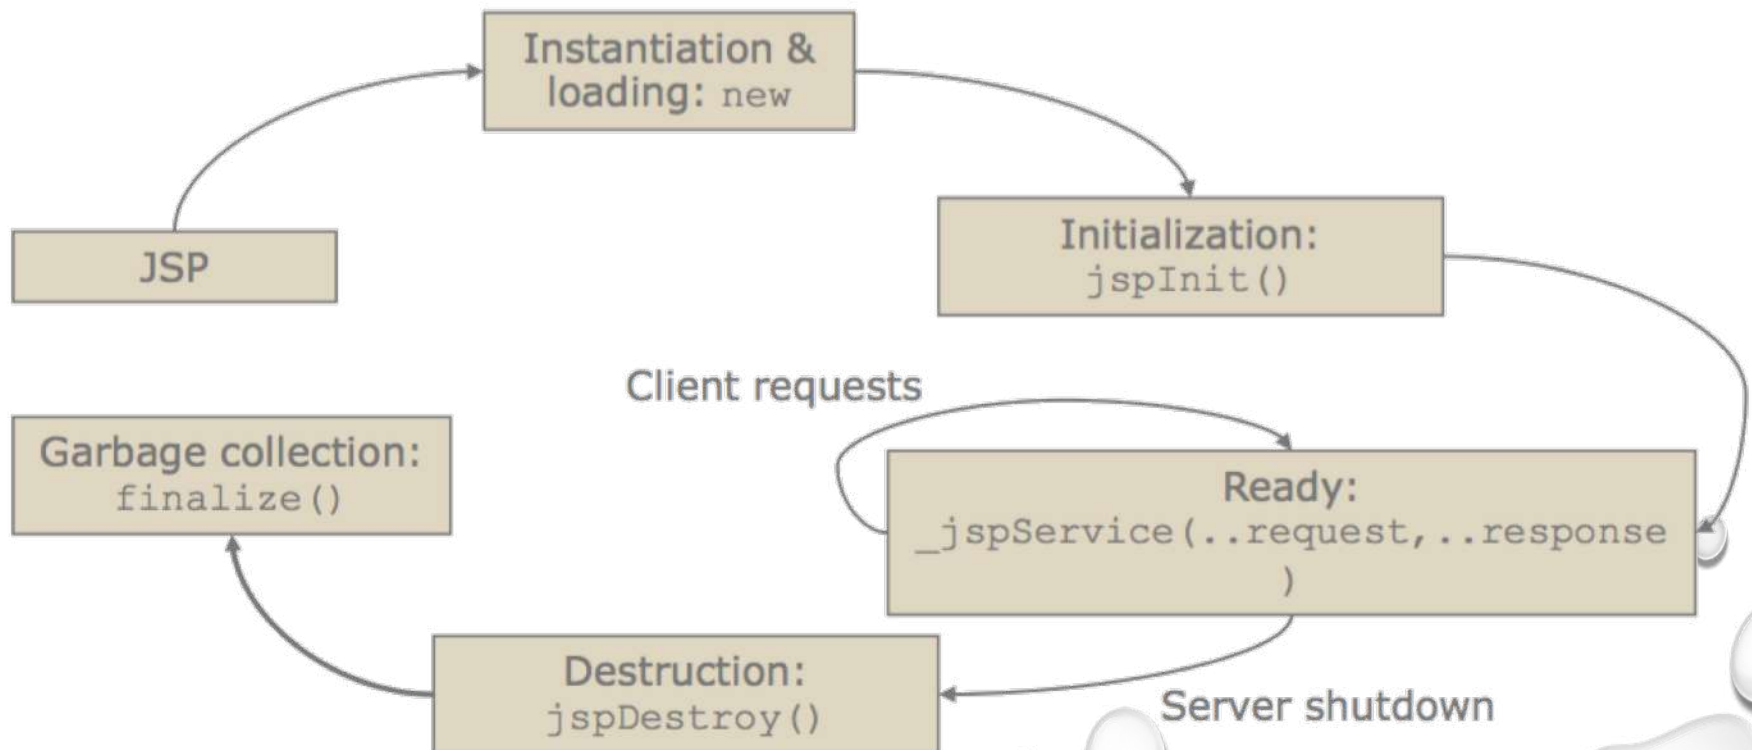 Instantiation &
loading: new
JSP
Initialization:
jspInit()
Client requests
Garbage collection:
finalize()
Ready:
_jspService(..request,..response
)
Destruction:
jspDestroy()
Server shutdown